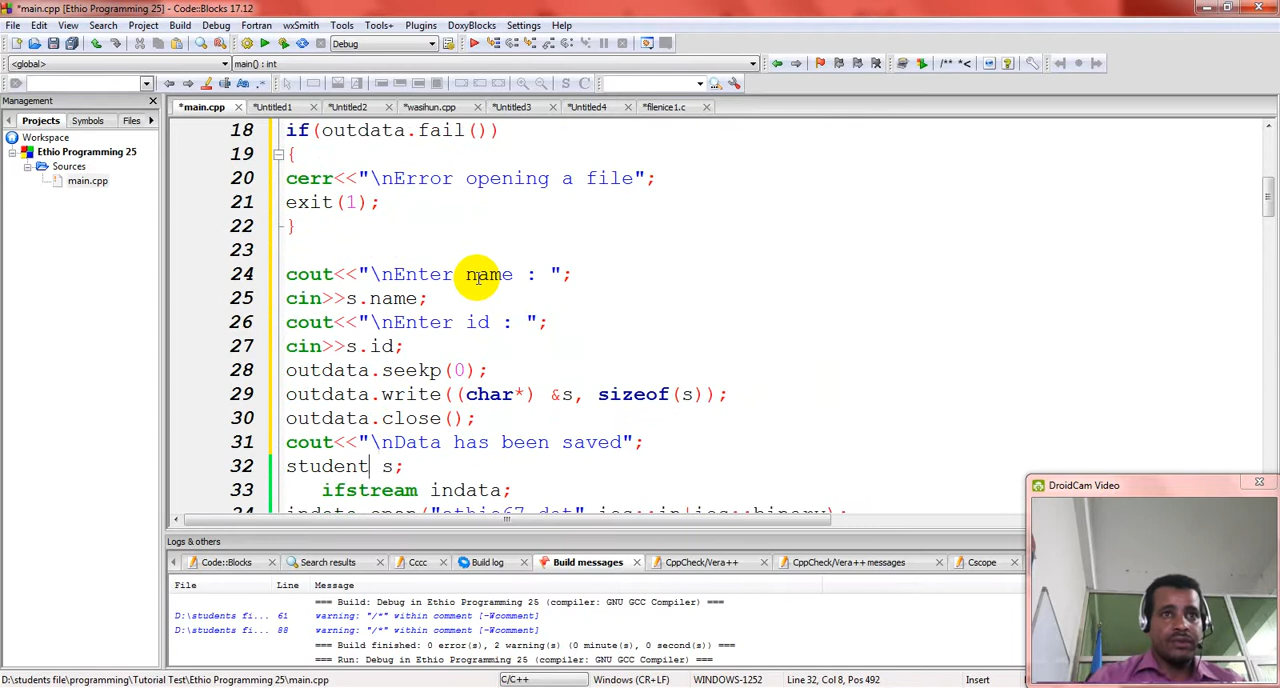 *main.cpp [Ethio Programming 25] - Code::Blocks 17.12
File Edit View Search Project Build Debug Fortran wxSmith Tools Tools+ Plugins DoxyBlocks Settings Help
Debug
<global> main() : int
/** *<
Aa .*
S C
Management
*main.cpp *Untitled1 *Untitled2 *wasihun.cpp *Untitled3 *Untitled4 filenice1.c
Projects Symbols Files
Workspace
Ethio Programming 25
Sources
main.cpp
18 if(outdata.fail())
19 {
20 cerr<<"\nError opening a file";
21 exit(1);
22 }
23
24 cout<<"\nEnter name : ";
25 cin>>s.name;
26 cout<<"\nEnter id : ";
27 cin>>s.id;
28 outdata.seekp(0);
29 outdata.write((char*) &s, sizeof(s));
30 outdata.close();
31 cout<<"\nData has been saved";
32 student s;
33 ifstream indata;
DroidCam Video
Logs & others
Code::Blocks Search results Cccc Build log Build messages CppCheck/Vera++ CppCheck/Vera++ messages Cscope
File Line Message
=== Build: Debug in Ethio Programming 25 (compiler: GNU GCC Compiler) ===
D:\students fi... 61 warning: "/*" within comment [-Wcomment]
D:\students fi... 88 warning: "/*" within comment [-Wcomment]
=== Build finished: 0 error(s), 2 warning(s) (0 minute(s), 0 second(s)) ===
=== Run: Debug in Ethio Programming 25 (compiler: GNU GCC Compiler) ===
D:\students file\programming\Tutorial Test\Ethio Programming 25\main.cpp C/C++ Windows (CR+LF) WINDOWS-1252 Line 32, Col 8, Pos 492 Insert